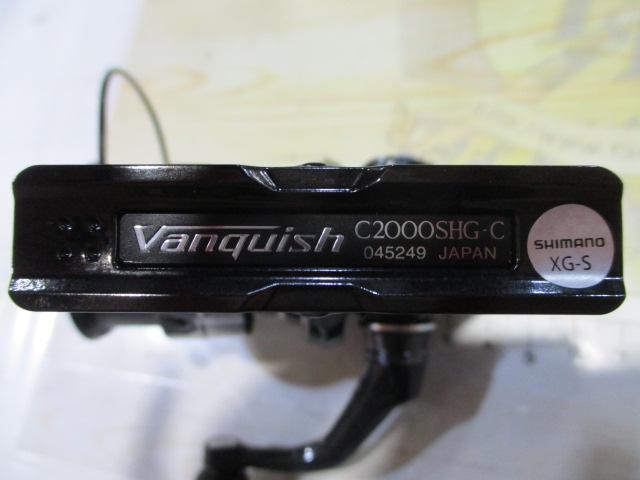 Vanquish C2000SHG-C
045249 JAPAN
SHIMANO
XG-S